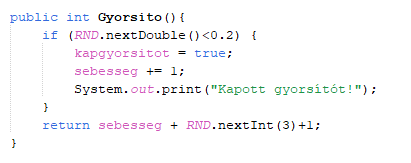 public int Gyorsito(){
if (RND.nextDouble()<0.2) {
kapgyorsitot = true;
sebesseg += 1;
System.out.print("Kapott gyorsítót!");
}
return sebesseg + RND.nextInt(3)+1;
}